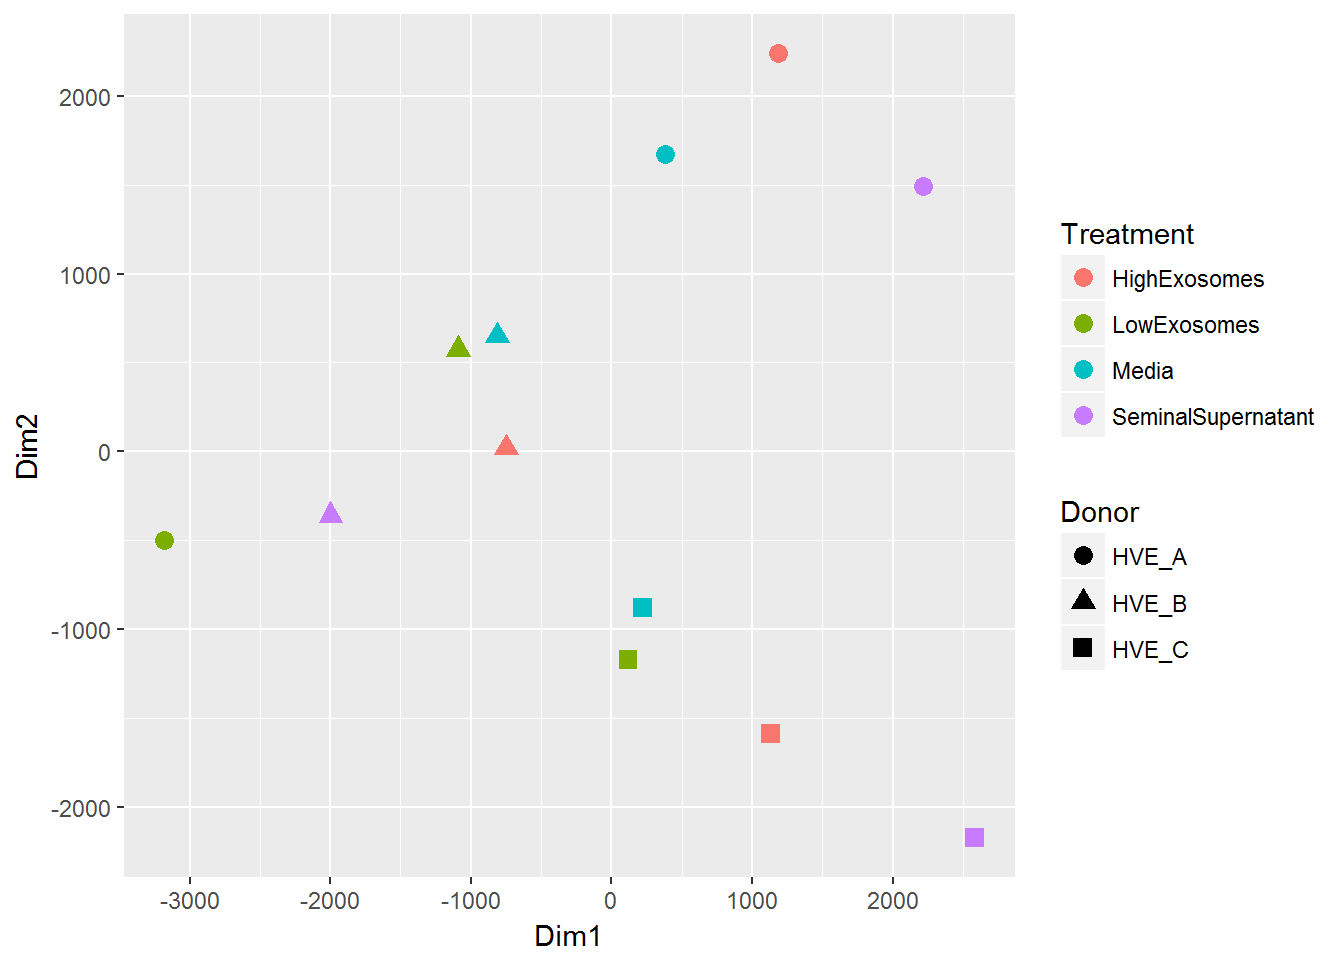 2000
1000
0
-1000
-2000
Dim2
-3000 -2000 -1000 0 1000 2000
Dim1
Treatment
HighExosomes
LowExosomes
Media
SeminalSupernatant
Donor
HVE_A
HVE_B
HVE_C